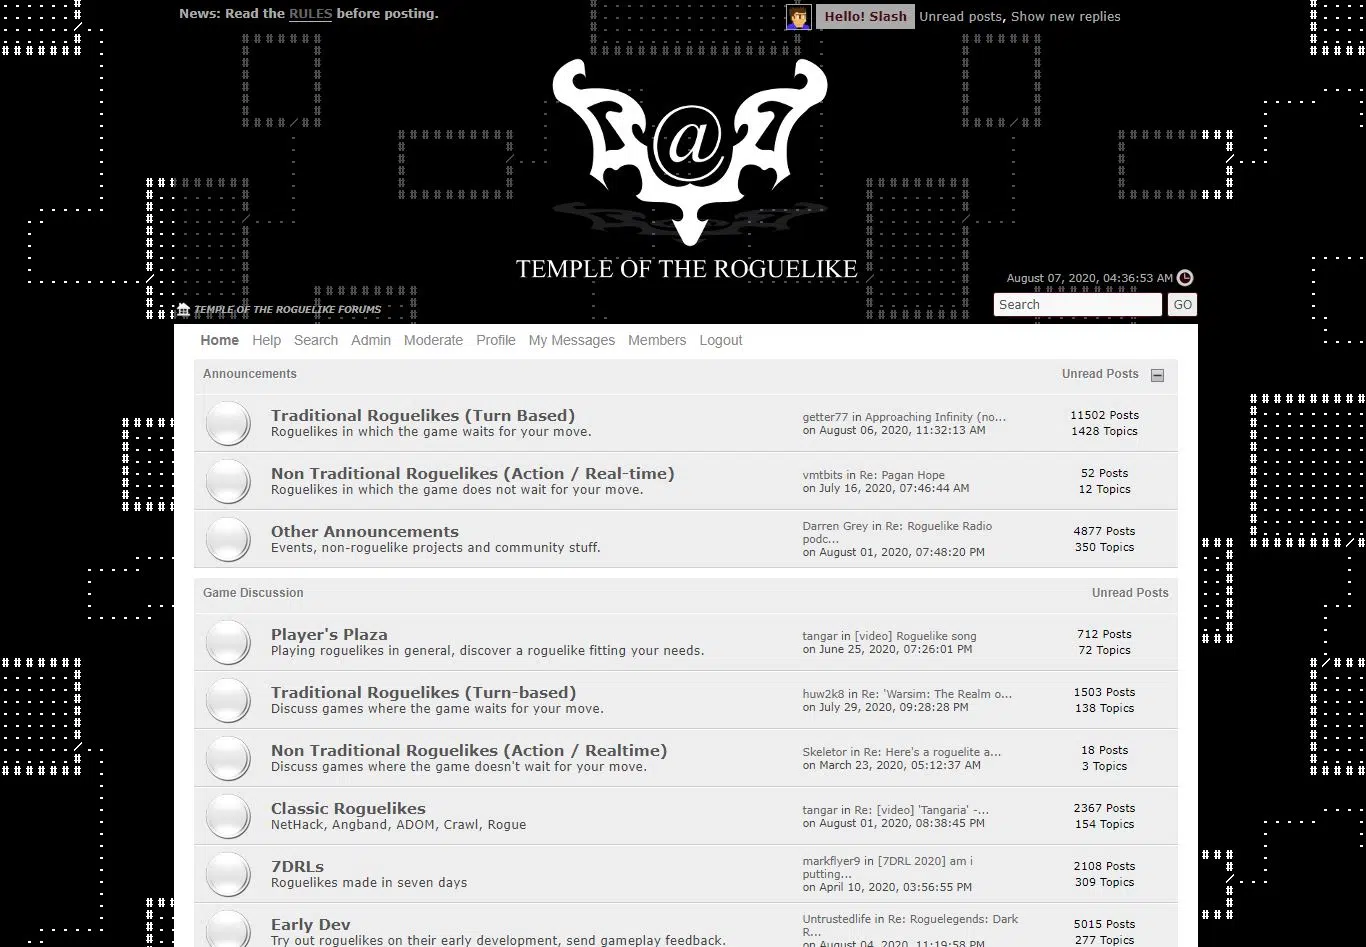 News: Read the RULES before posting.
Hello! Slash Unread posts, Show new replies
@
TEMPLE OF THE ROGUELIKE
August 07, 2020, 04:36:53 AM
TEMPLE OF THE ROGUELIKE FORUMS
Search GO
Home Help Search Admin Moderate Profile My Messages Members Logout
Announcements Unread Posts
Traditional Roguelikes (Turn Based)
Roguelikes in which the game waits for your move.
getter77 in Approaching Infinity (no...
on August 06, 2020, 11:32:13 AM
11502 Posts
1428 Topics
Non Traditional Roguelikes (Action / Real-time)
Roguelikes in which the game does not wait for your move.
vmtbits in Re: Pagan Hope
on July 16, 2020, 07:46:44 AM
52 Posts
12 Topics
Other Announcements
Events, non-roguelike projects and community stuff.
Darren Grey in Re: Roguelike Radio
podc...
on August 01, 2020, 07:48:20 PM
4877 Posts
350 Topics
Game Discussion Unread Posts
Player's Plaza
Playing roguelikes in general, discover a roguelike fitting your needs.
tangar in [video] Roguelike song
on June 25, 2020, 07:26:01 PM
712 Posts
72 Topics
Traditional Roguelikes (Turn-based)
Discuss games where the game waits for your move.
huw2k8 in Re: 'Warsim: The Realm o...
on July 29, 2020, 09:28:28 PM
1503 Posts
138 Topics
Non Traditional Roguelikes (Action / Realtime)
Discuss games where the game doesn't wait for your move.
Skeletor in Re: Here's a roguelite a...
on March 23, 2020, 05:12:37 AM
18 Posts
3 Topics
Classic Roguelikes
NetHack, Angband, ADOM, Crawl, Rogue
tangar in Re: [video] 'Tangaria' -...
on August 01, 2020, 08:38:45 PM
2367 Posts
154 Topics
7DRLs
Roguelikes made in seven days
markflyer9 in [7DRL 2020] am i
putting...
on April 10, 2020, 03:56:55 PM
2108 Posts
309 Topics
Early Dev
Try out roguelikes on their early development, send gameplay feedback.
Untrustedlife in Re: Roguelegends: Dark
R...
on August 04, 2020, 11:19:58 PM
5015 Posts
277 Topics